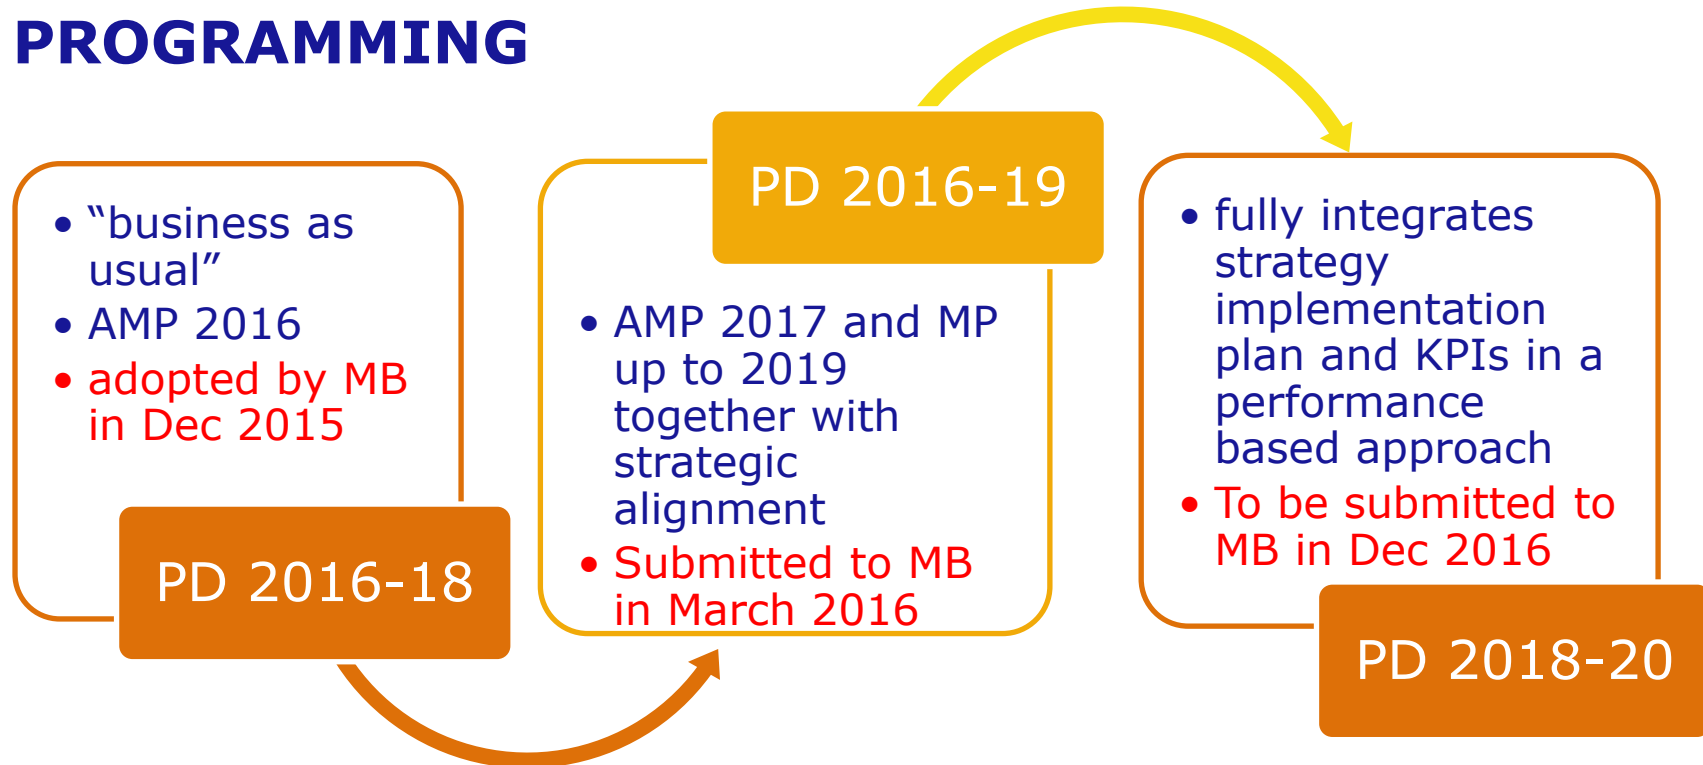 PROGRAMMING
• “business as
usual”
• AMP 2016
• adopted by MB
in Dec 2015
PD 2016-18
PD 2016-19
• AMP 2017 and MP
up to 2019
together with
strategic
alignment
• Submitted to MB
in March 2016
• fully integrates
strategy
implementation
plan and KPIs in a
performance
based approach
• To be submitted to
MB in Dec 2016
PD 2018-20